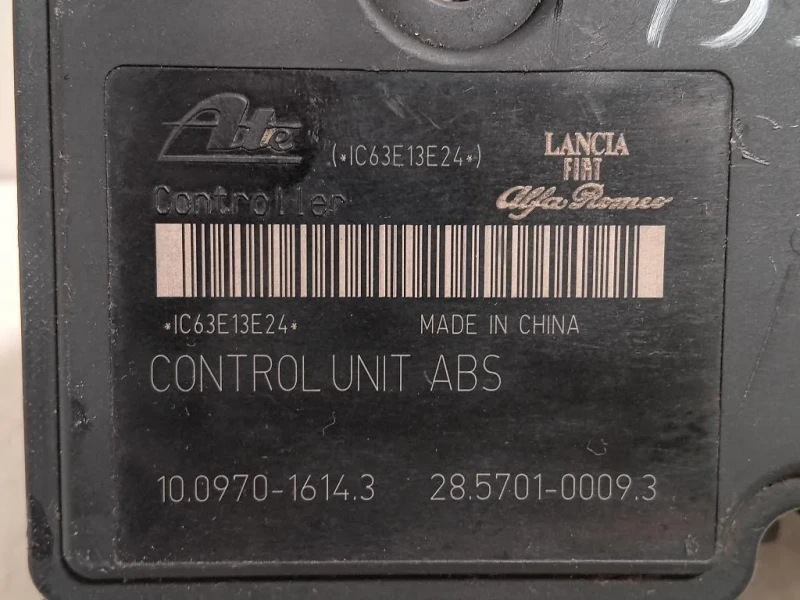 Ate
(*IC63E13E24*)
LANCIA
FIAT
Alfa Romeo
Controller
*IC63E13E24*
MADE IN CHINA
CONTROL UNIT ABS
10.0970-1614.3
28.5701-0009.3